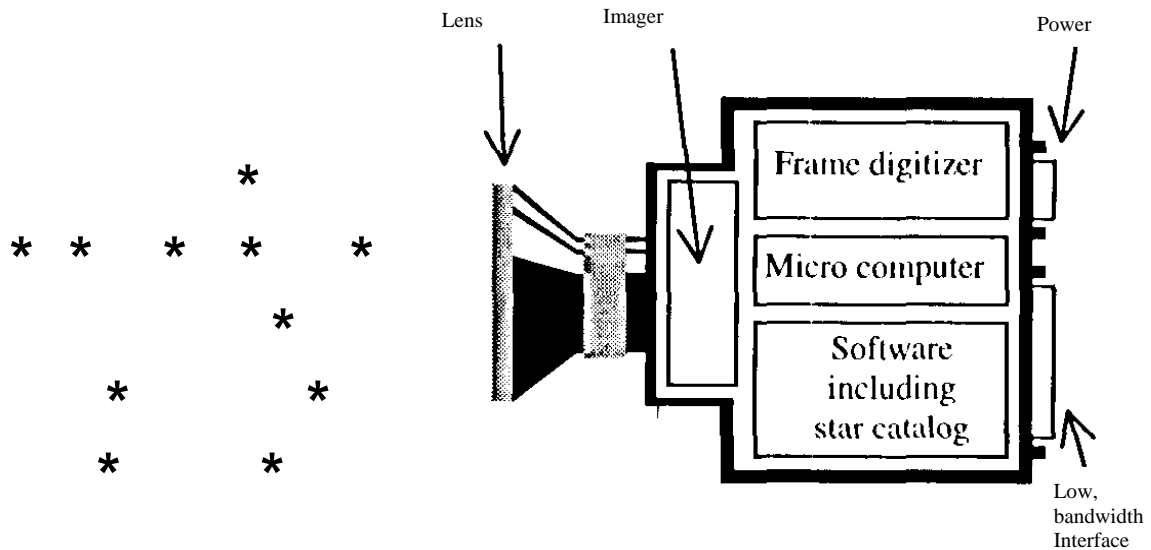 Lens
Imager
Power
*
* * * * *
*
* *
* *
Frame digitizer
Micro computer
Software
including
star catalog
Low,
bandwidth
Interface